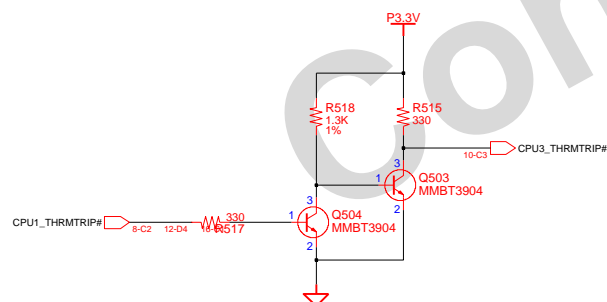 P3.3V
R518
1.3K
1%
R515
330
3
CPU3_THRMTRIP#
10-C3
1
Q503
MMBT3904
2
3
Q504
MMBT3904
CPU1_THRMTRIP#
8-C2
12-D4
330
R517
1
2
Con